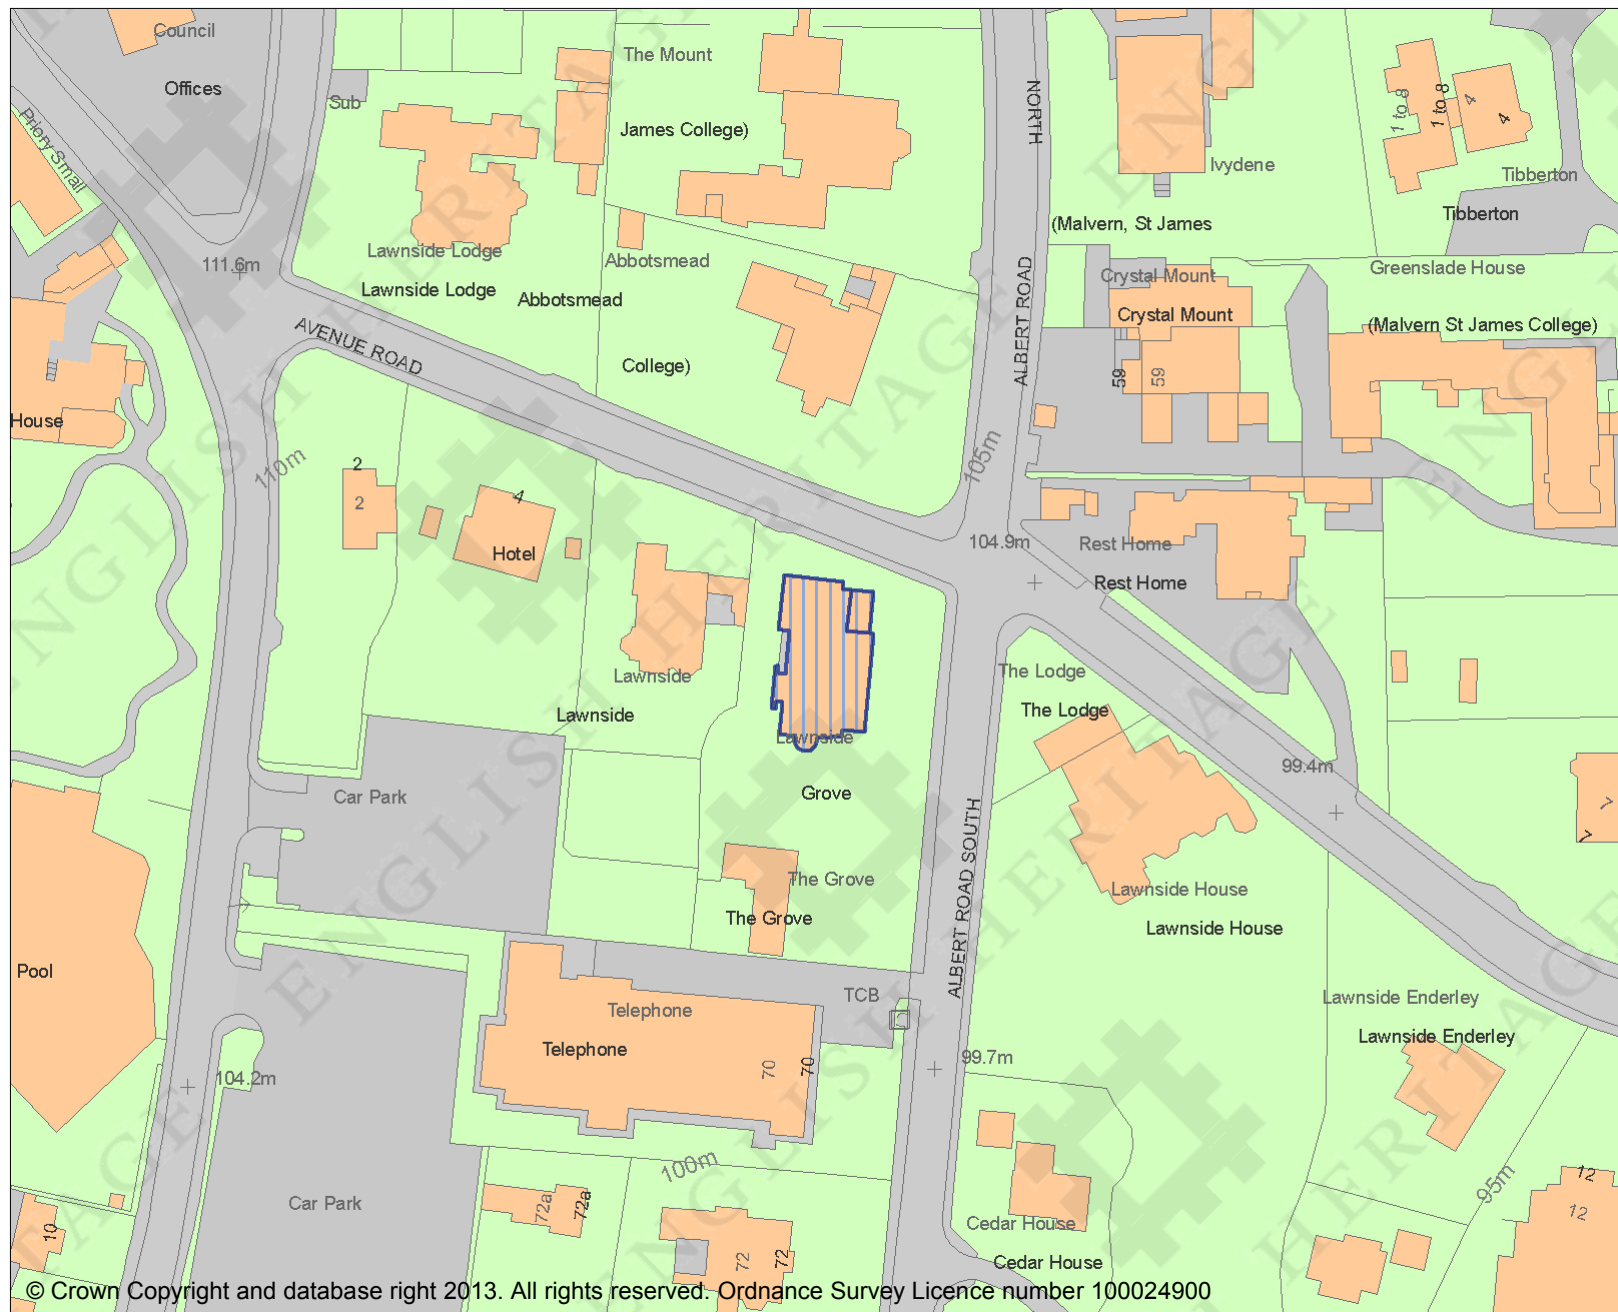 Council
Offices
Sub
Priory Small
The Mount
James College)
NORTH
Ivydene
1 to 8
1 to 8
4
4
Tibberton
Tibberton
(Malvern, St James
Lawnside Lodge
Lawnside Lodge
111.6m
Abbotsmead
Abbotsmead
College)
AVENUE ROAD
ALBERT ROAD
Crystal Mount
Crystal Mount
Greenslade House
(Malvern St James College)
59
59
House
110m
105m
2
2
4
Hotel
104.9m
Rest Home
Rest Home
Lawnside
Lawnside
Lawnside
Grove
The Lodge
The Lodge
99.4m
Car Park
7
7
ALBERT ROAD SOUTH
The Grove
The Grove
Lawnside House
Lawnside House
Pool
TCB
Telephone
Telephone
70
70
99.7m
Lawnside Enderley
Lawnside Enderley
104.2m
100m
95m
Car Park
72a
72a
72
72
10
Cedar House
Cedar House
12
12
ENGLISH HERITAGE
© Crown Copyright and database right 2013. All rights reserved. Ordnance Survey Licence number 100024900